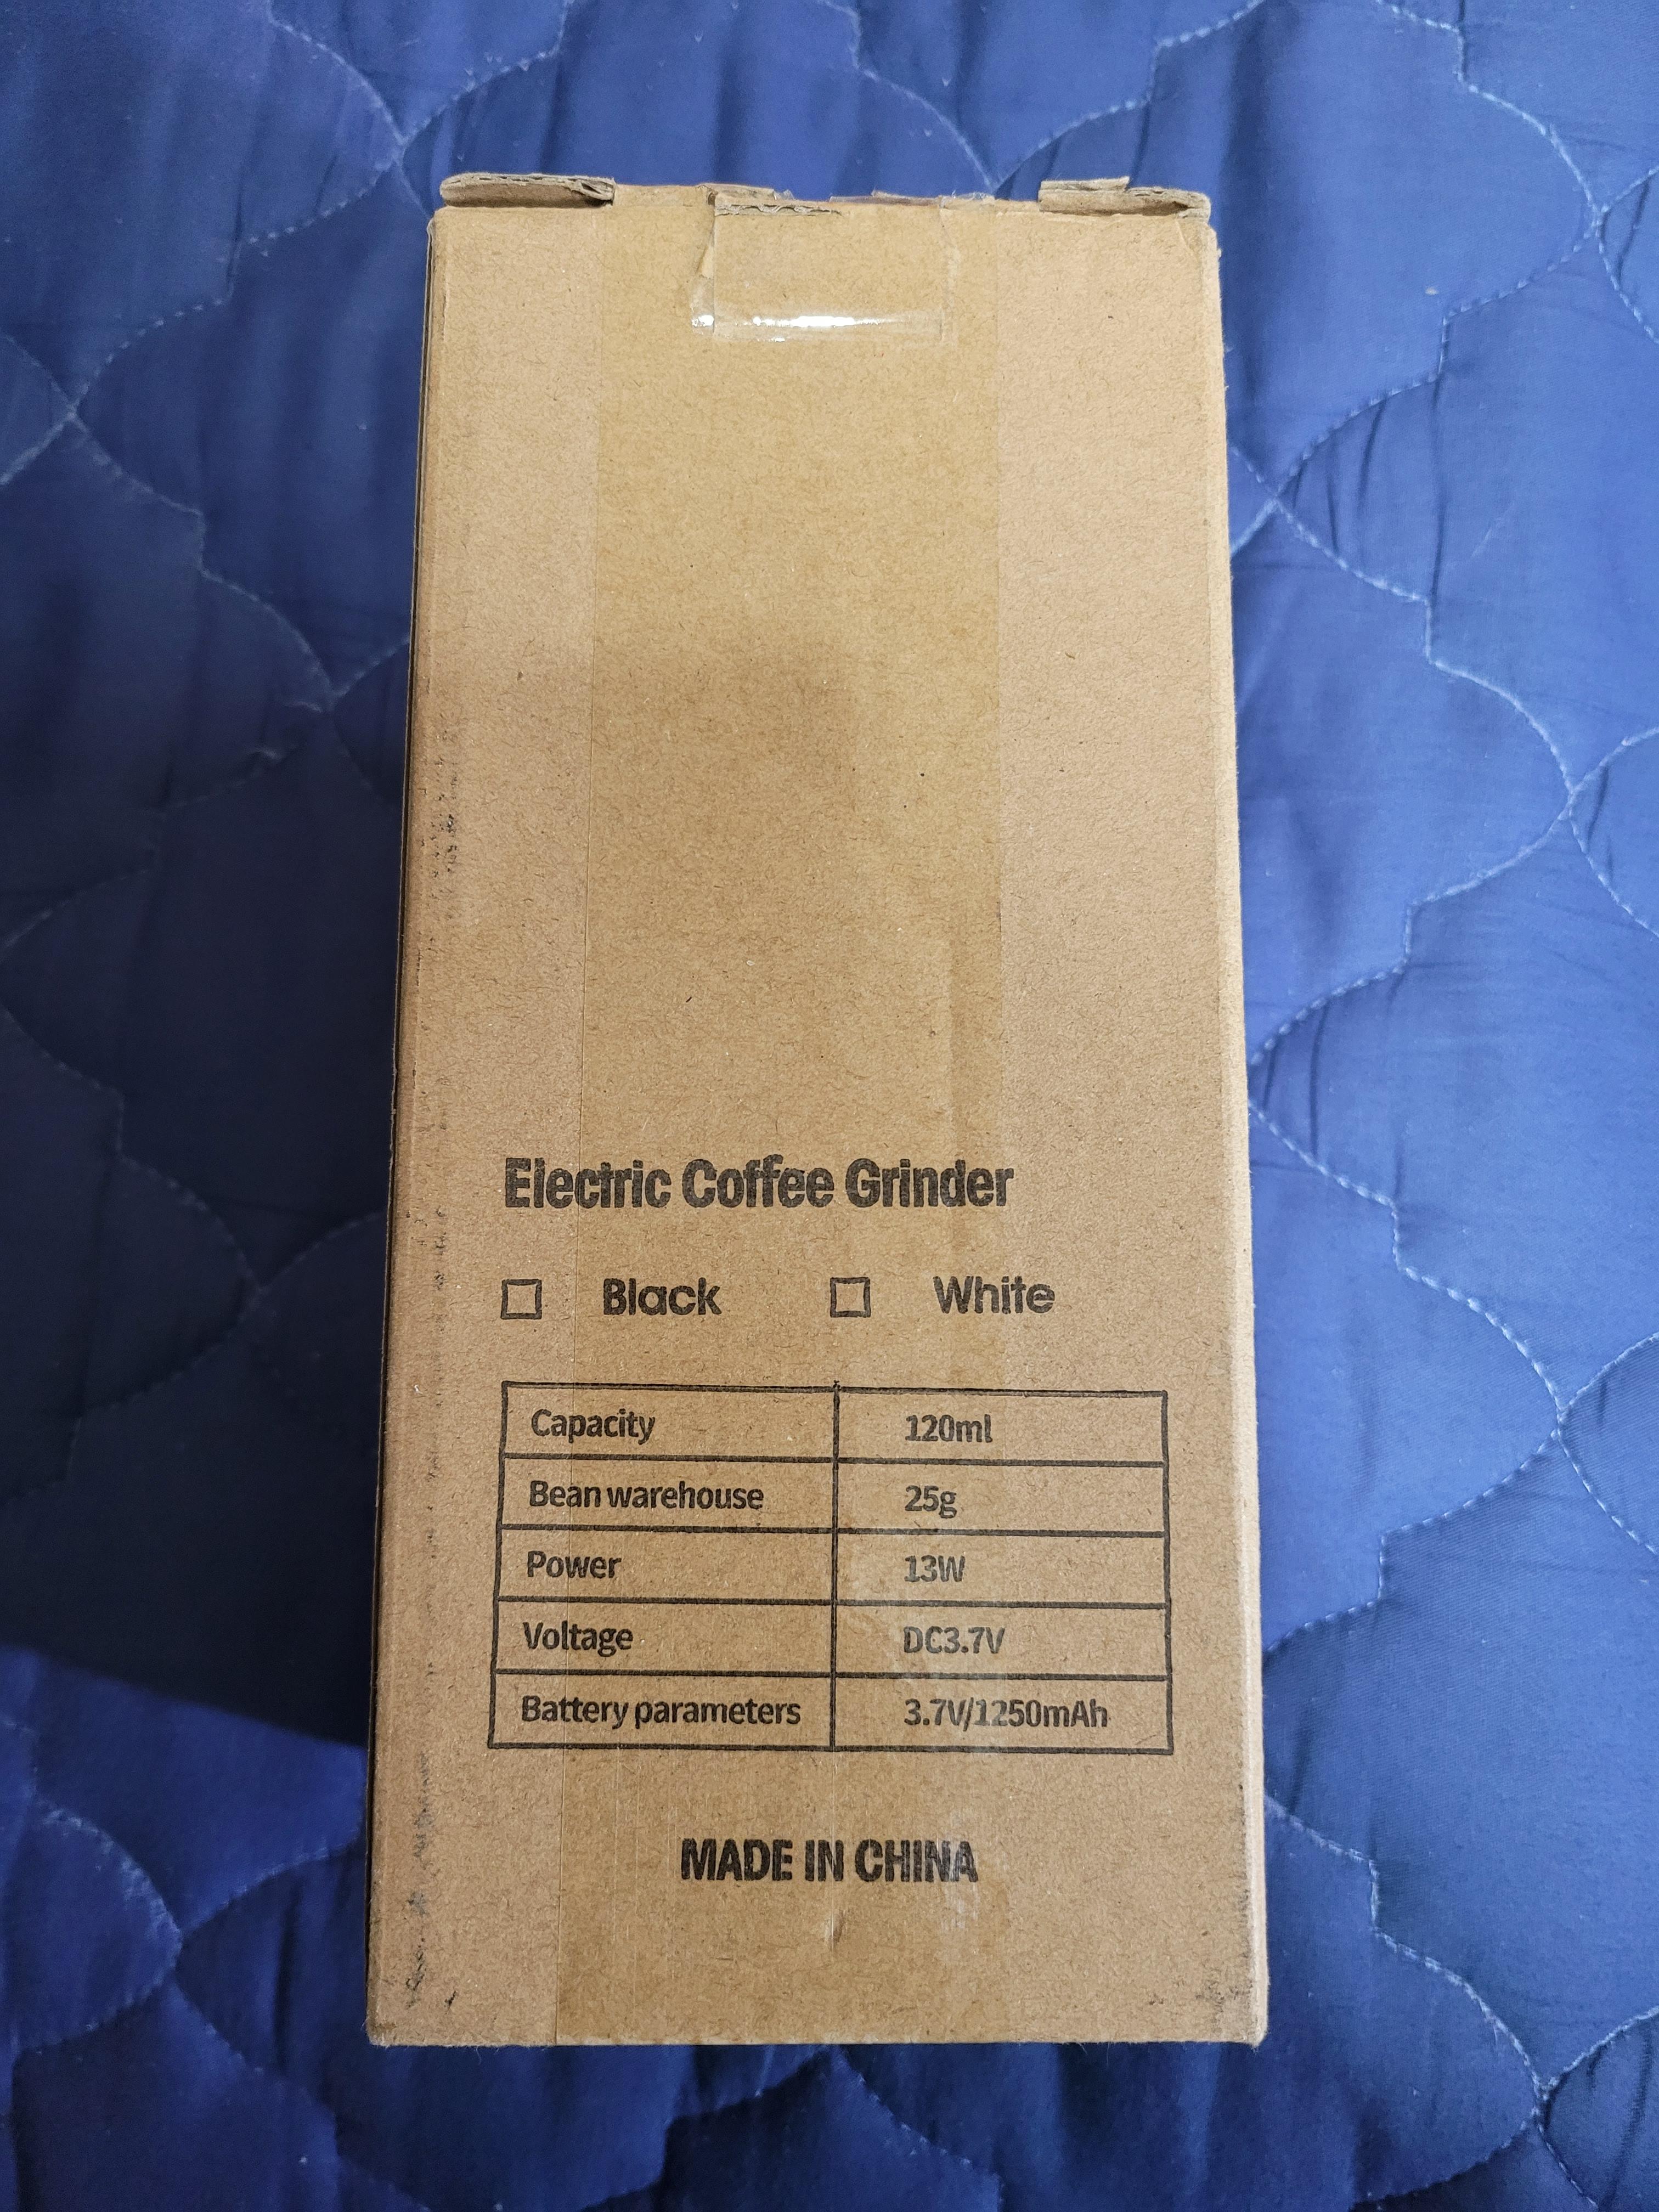 Electric Coffee Grinder
☐ Black ☐ White
Capacity 120ml
Bean warehouse 25g
Power 13W
Voltage DC3.7V
Battery parameters 3.7V/1250mAh
MADE IN CHINA